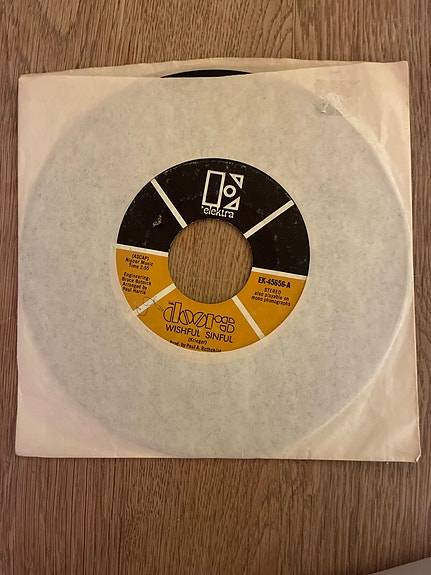 elektra
(ASCAP)
Nipper Music
Time 2:55
Engineering:
Bruce Botnick
Arranged by
Paul Harris
EK-45656-A
STEREO
also playable on
mono phonographs
THE
doors
WISHFUL SINFUL
(Krieger)
Prod. by Paul A. Rothchild